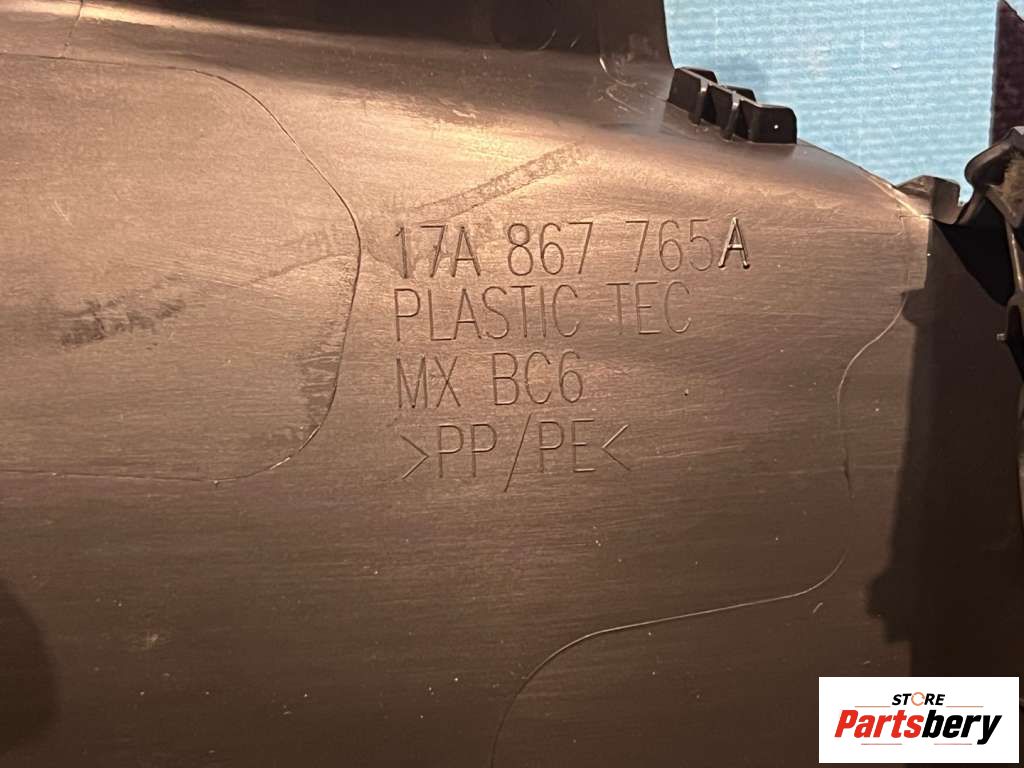 17A 867 765A
PLASTIC TEC
MX BC6
>PP/PE<
STORE
Partsbery